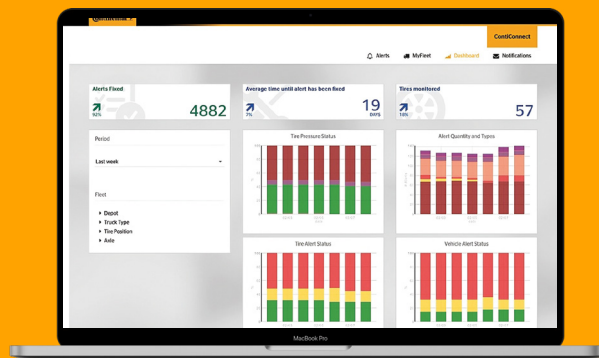 ContiConnect
Alerts MyFleet Dashboard Notifications
Alerts Fixed
92%
4882
Average time until alert has been fixed
7%
19
DAYS
Tires monitored
57
Period
Last week
Fleet
Depot
Truck Type
Tire Position
Axle
Tire Pressure Status
Alert Quantity and Types
Tire Alert Status
Vehicle Alert Status
MacBook Pro